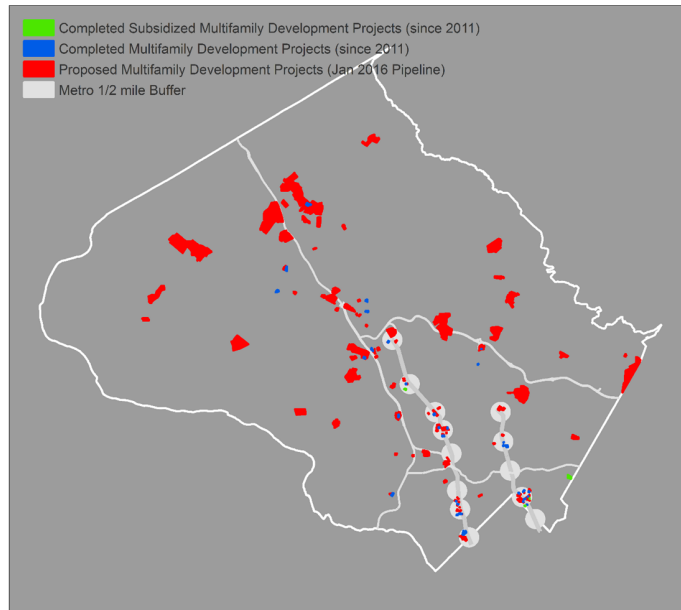 Completed Subsidized Multifamily Development Projects (since 2011)
Completed Multifamily Development Projects (since 2011)
Proposed Multifamily Development Projects (Jan 2016 Pipeline)
Metro 1/2 mile Buffer